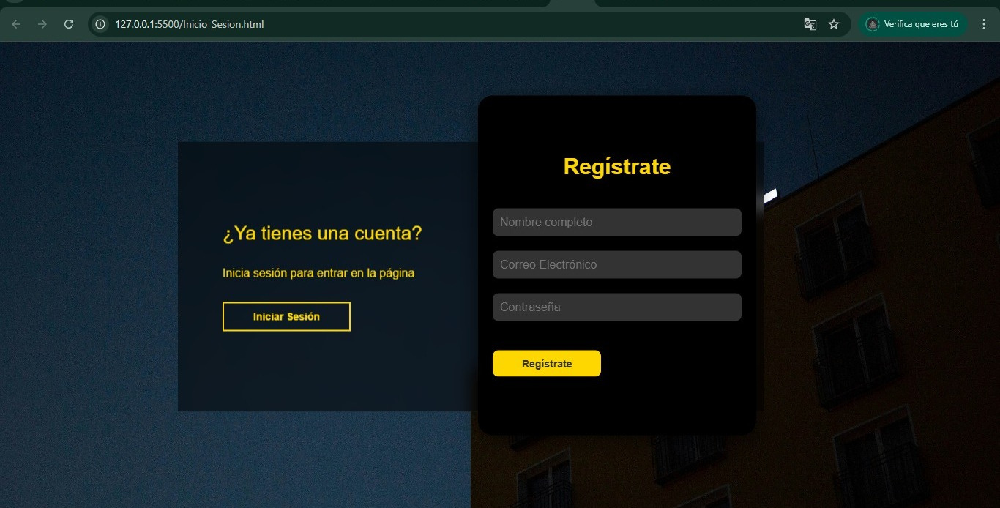 127.0.0.1:5500/Inicio_Sesion.html
Verifica que eres tú
Regístrate
¿Ya tienes una cuenta?
Inicia sesión para entrar en la página
Iniciar Sesión
Nombre completo
Correo Electrónico
Contraseña
Regístrate